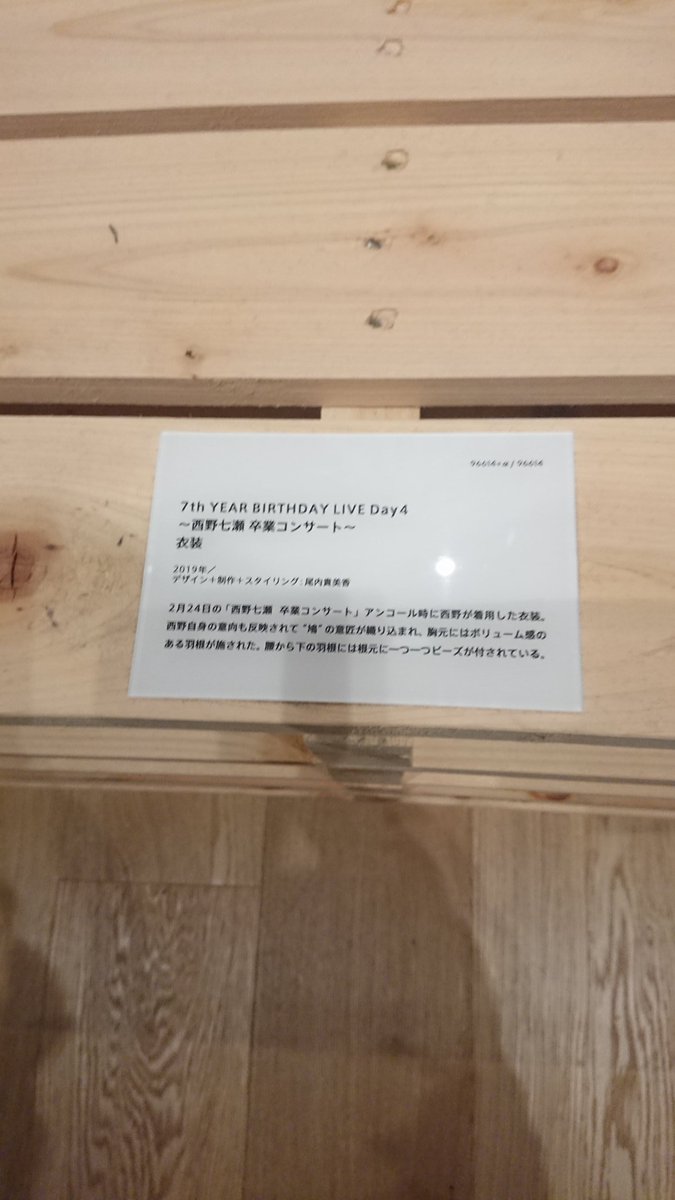 96614+α / 96614
7th YEAR BIRTHDAY LIVE Day4
～西野七瀬 卒業コンサート～
衣装
2019年／
デザイン＋制作＋スタイリング：尾内貴美香
2月24日の「西野七瀬 卒業コンサート」アンコール時に西野が着用した衣装。
西野自身の意向も反映されて“鳩”の意匠が織り込まれ、胸元にはボリューム感の
ある羽根が施された。腰から下の羽根には根元に一つ一つビーズが付されている。